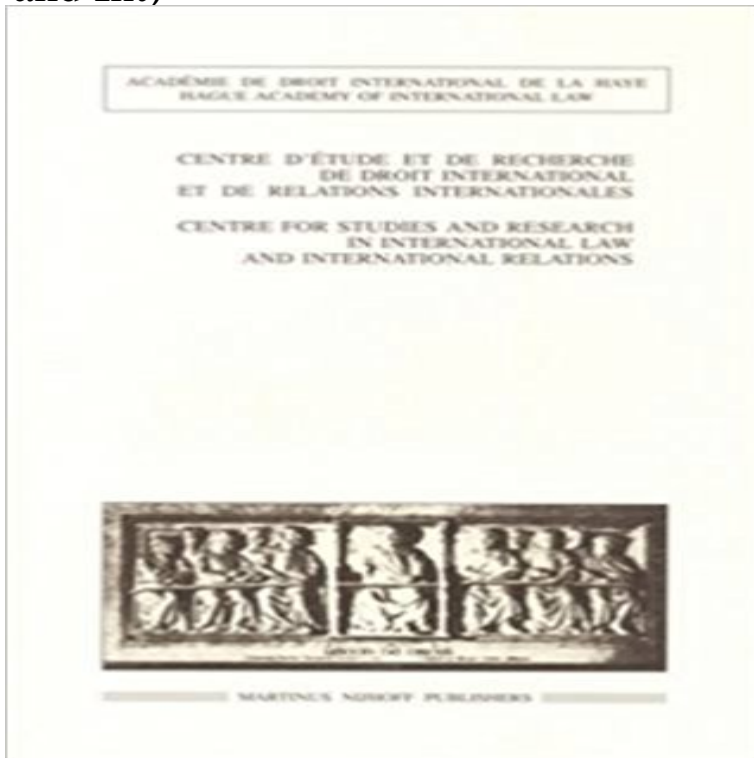 ACADÉMIE DE DROIT INTERNATIONAL DE LA HAYE
HAGUE ACADEMY OF INTERNATIONAL LAW
CENTRE D'ÉTUDE ET DE RECHERCHE
DE DROIT INTERNATIONAL
ET DE RELATIONS INTERNATIONALES
CENTRE FOR STUDIES AND RESEARCH
IN INTERNATIONAL LAW
AND INTERNATIONAL RELATIONS
MARTINUS NIJHOFF PUBLISHERS